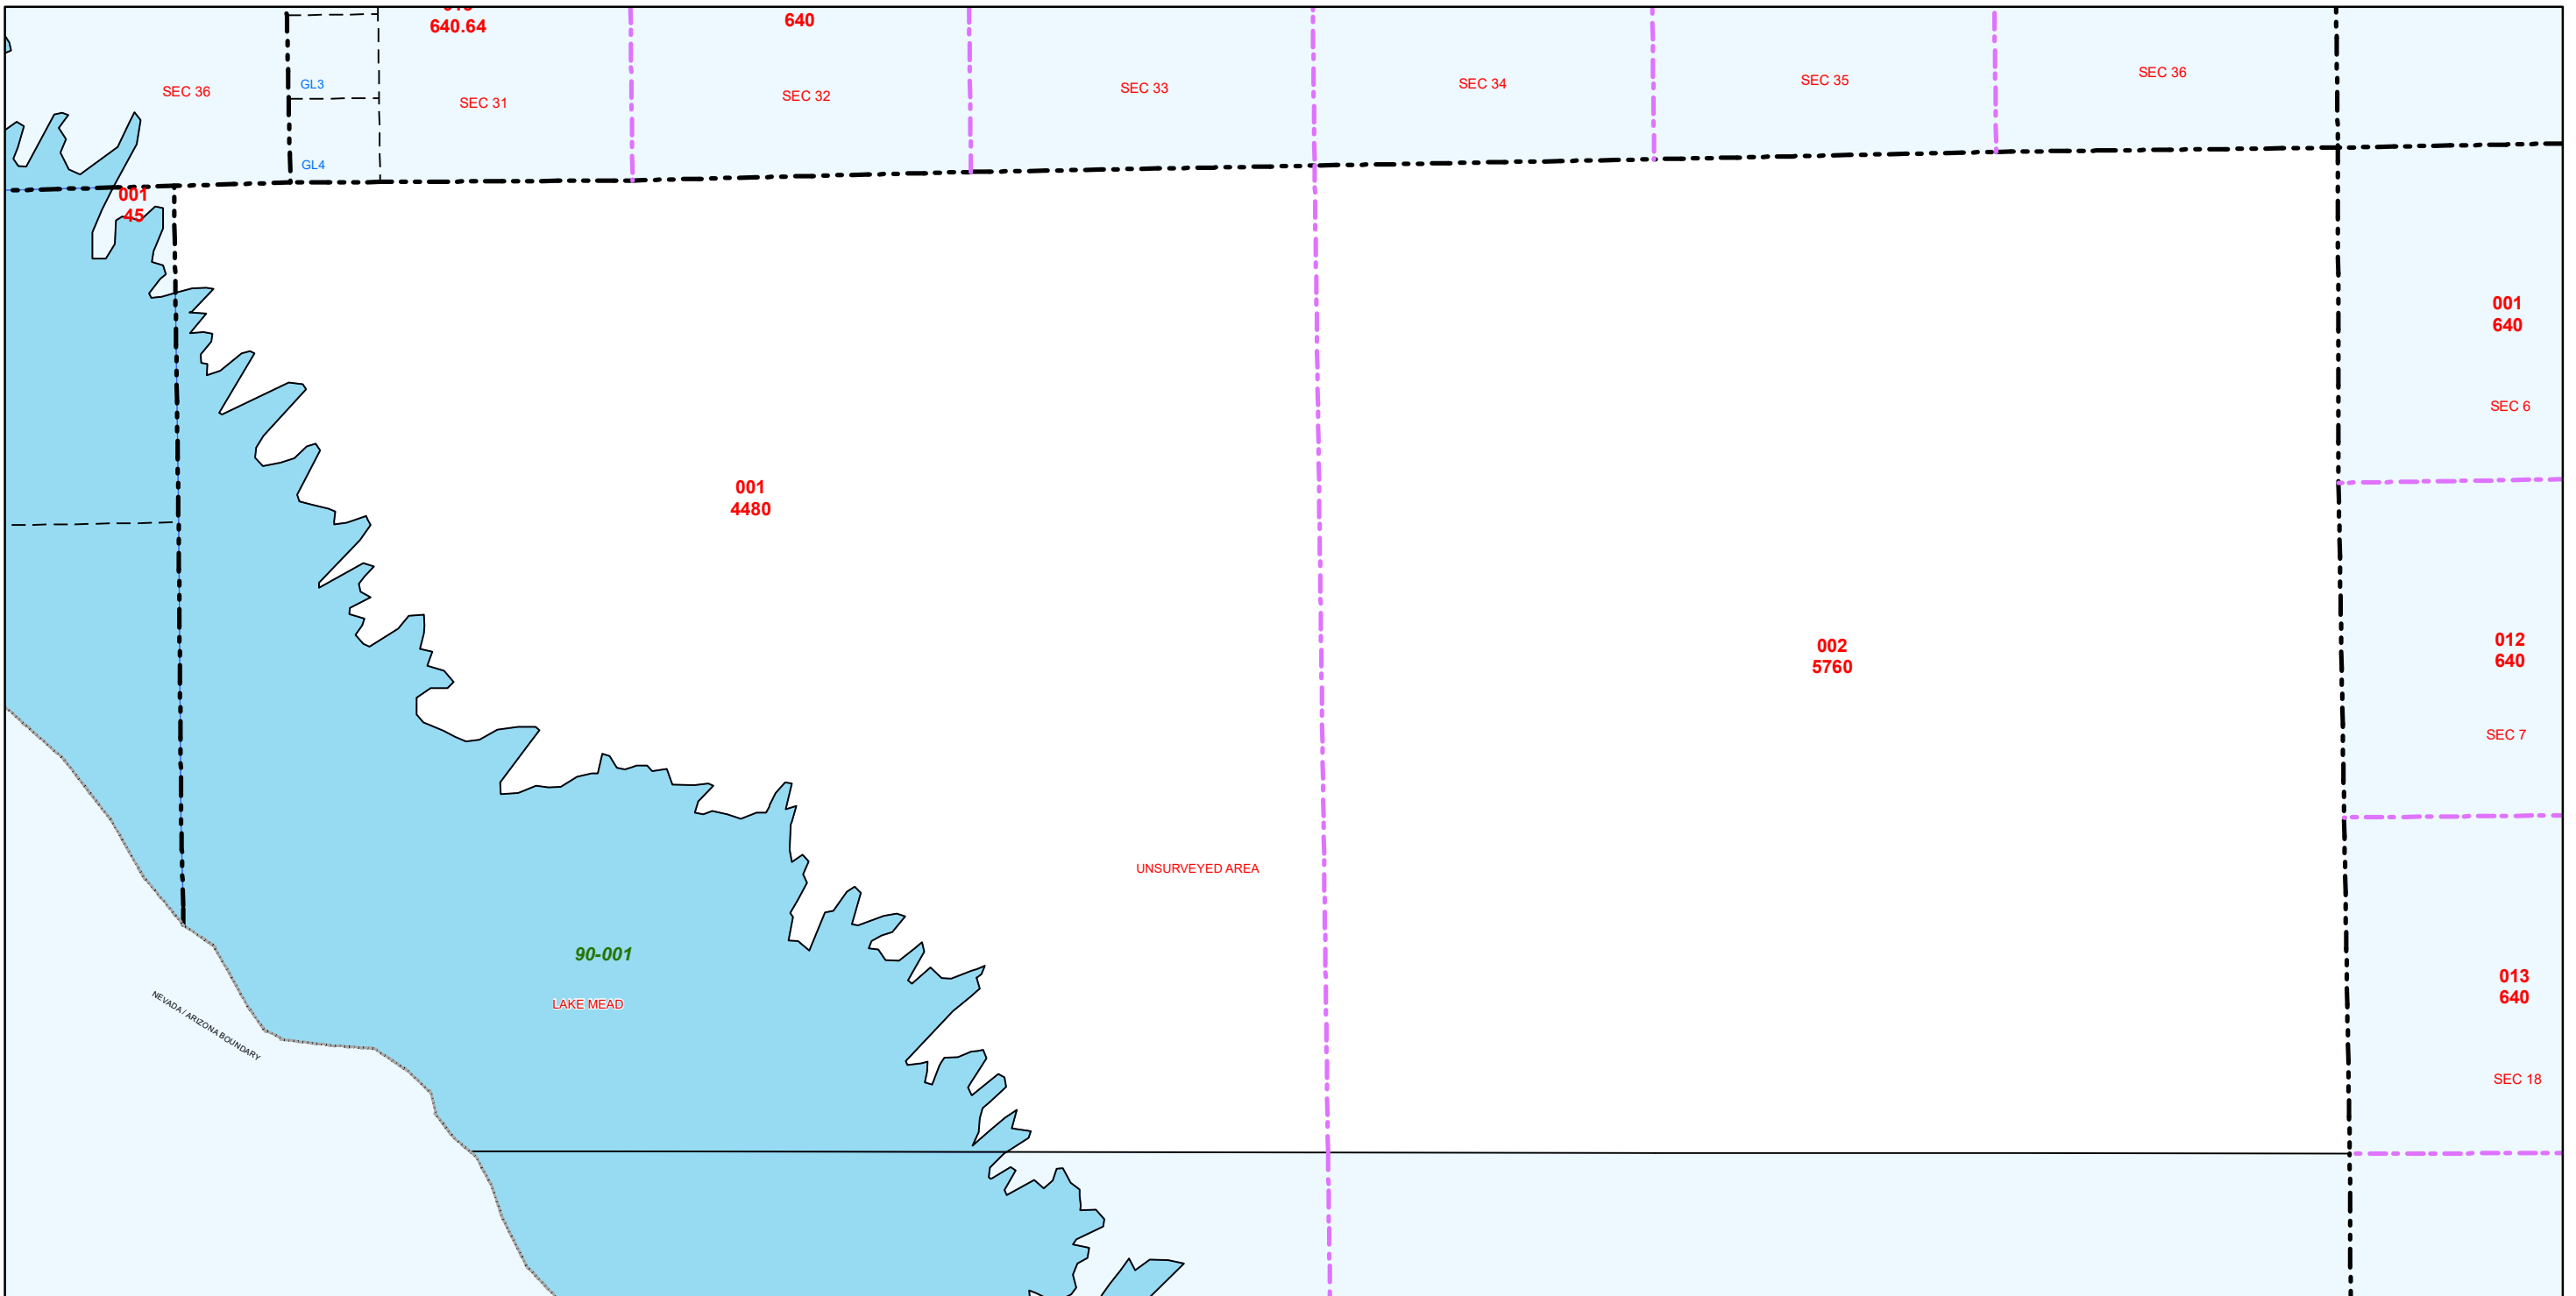 640.64
640
SEC 36
GL3
SEC 31
SEC 32
SEC 33
SEC 34
SEC 35
SEC 36
GL4
001
45
001
640
SEC 6
001
4480
002
5760
012
640
SEC 7
UNSURVEYED AREA
90-001
LAKE MEAD
NEVADA / ARIZONA BOUNDARY
013
640
SEC 18